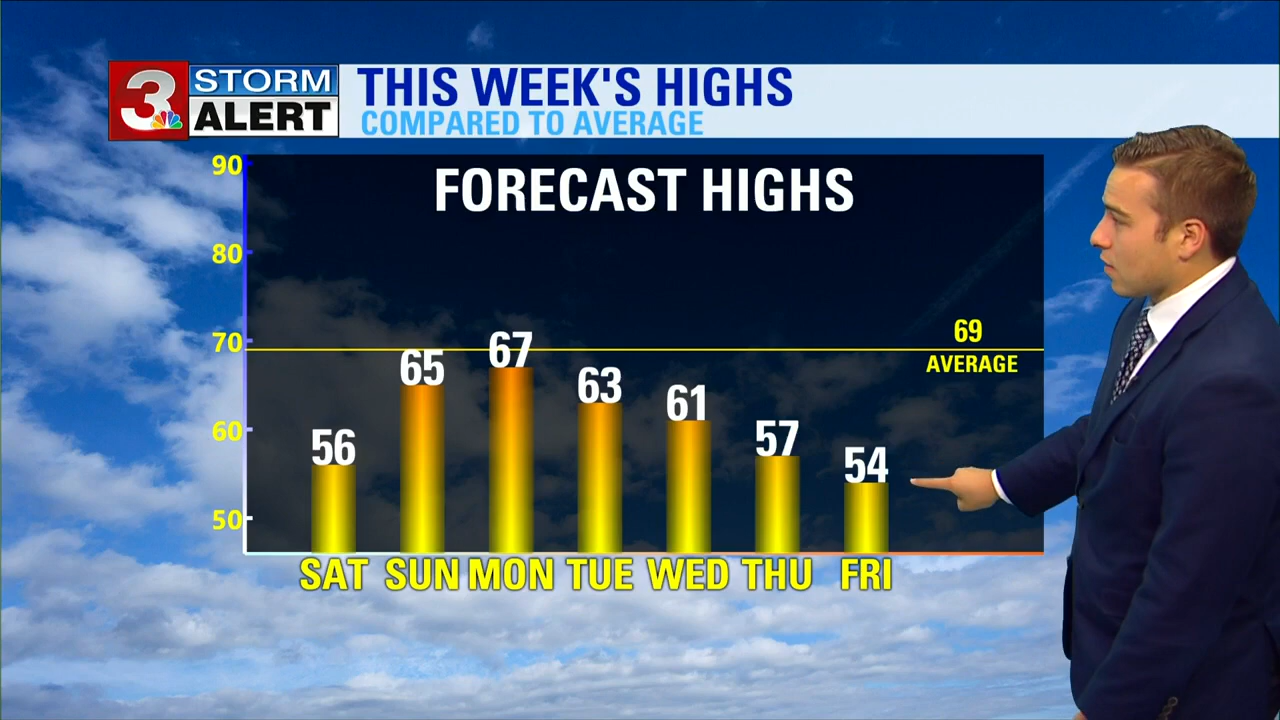 3 STORM
ALERT
THIS WEEK'S HIGHS
COMPARED TO AVERAGE
FORECAST HIGHS
90
80
70
60
50
69
AVERAGE
56 65 67 63 61 57 54
SAT SUN MON TUE WED THU FRI